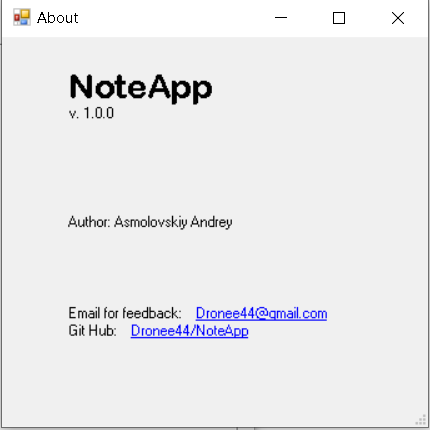 About
NoteApp
v. 1.0.0
Author: Asmolovskiy Andrey
Email for feedback: Dronee44@gmail.com
Git Hub: Dronee44/NoteApp